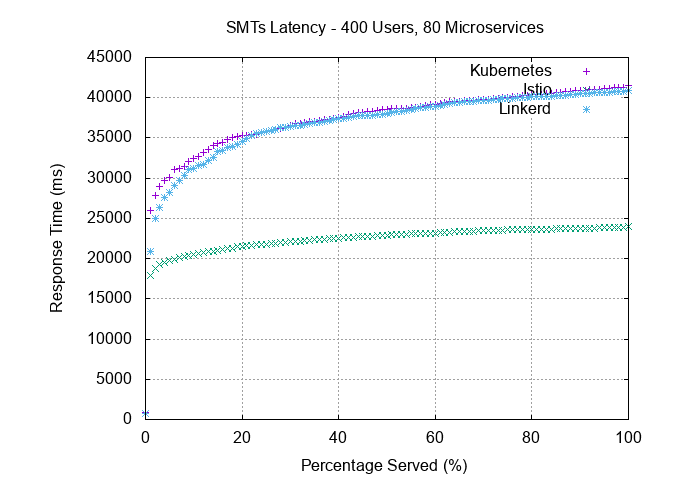 SMTs Latency - 400 Users, 80 Microservices
45000
40000
35000
30000
25000
20000
15000
10000
5000
0
Response Time (ms)
Kubernetes
Istio
Linkerd
0 20 40 60 80 100
Percentage Served (%)